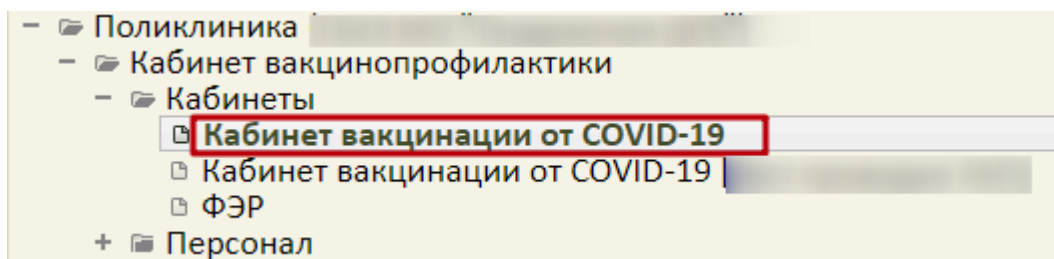 Поликлиника
Кабинет вакцинопрофилактики
Кабинеты
Кабинет вакцинации от COVID-19
Кабинет вакцинации от COVID-19
ФЭР
Персонал